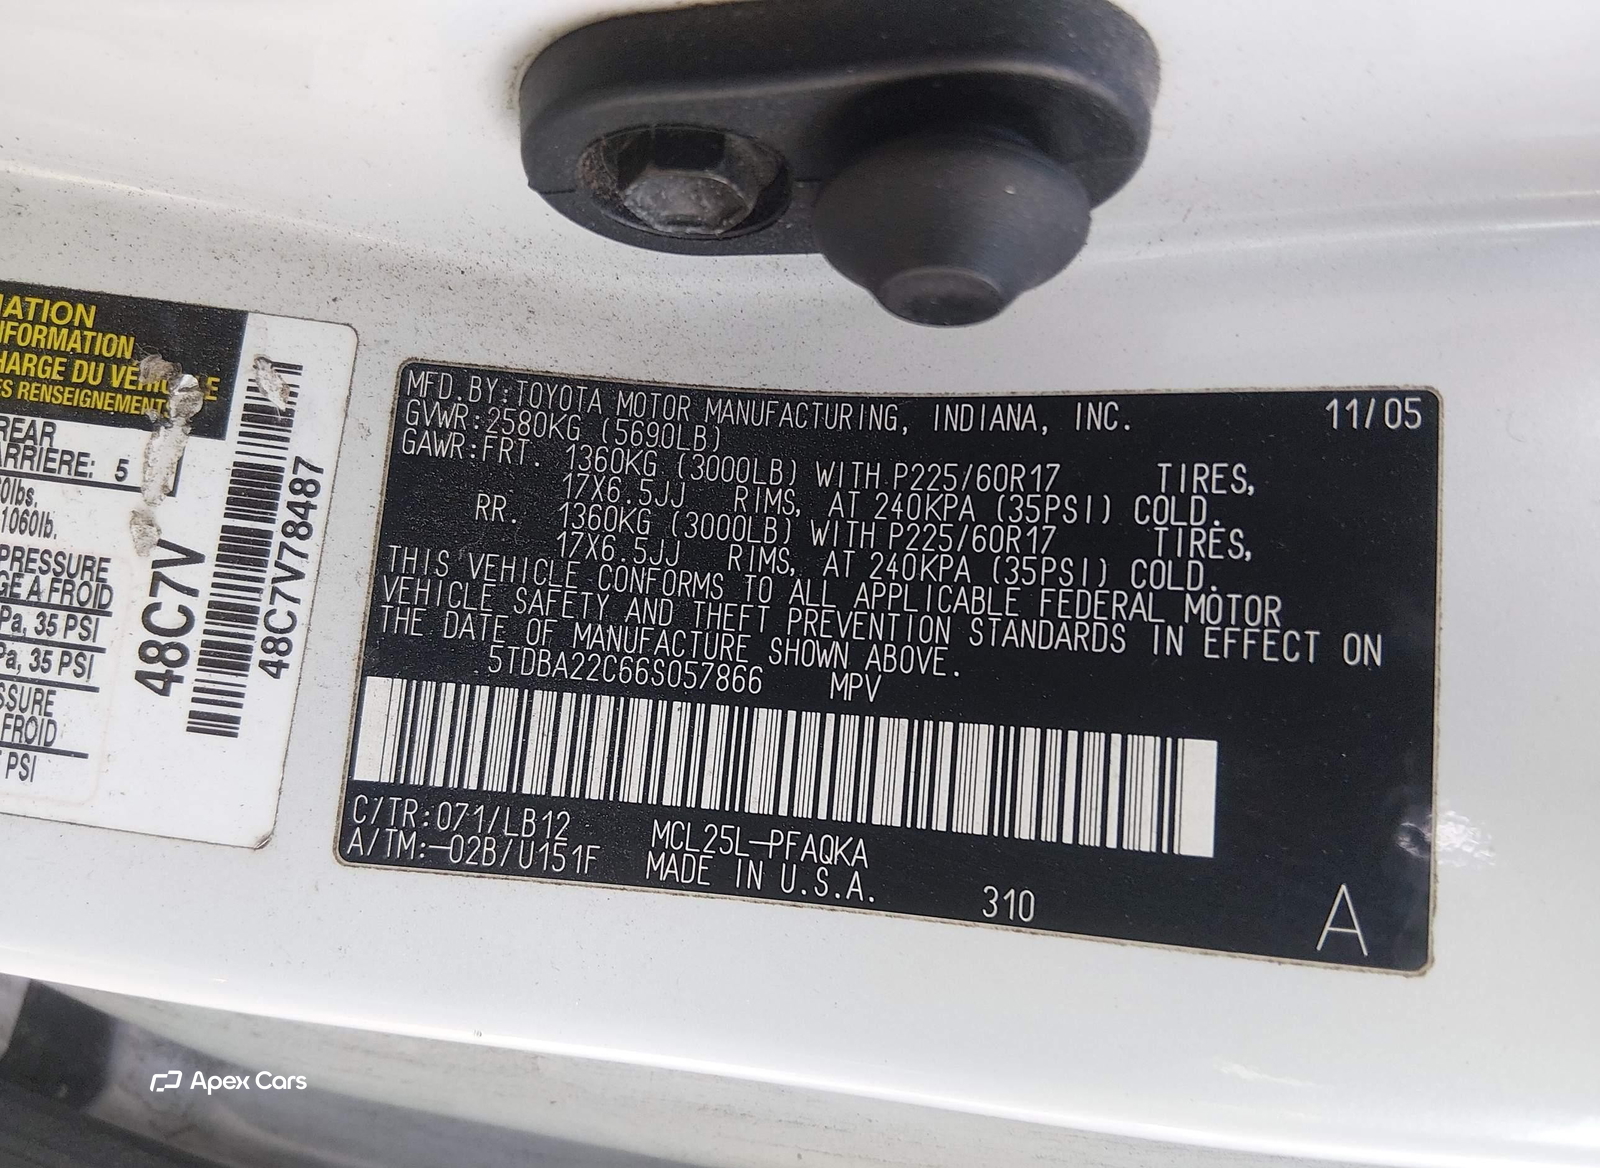 MFD.BY:TOYOTA MOTOR MANUFACTURING, INDIANA, INC. 11/05
GVWR:2580KG (5690LB)
GAWR:FRT. 1360KG (3000LB) WITH P225/60R17 TIRES,
17X6.5JJ RIMS, AT 240KPA (35PSI) COLD.
RR. 1360KG (3000LB) WITH P225/60R17 TIRES,
17X6.5JJ RIMS, AT 240KPA (35PSI) COLD.
THIS VEHICLE CONFORMS TO ALL APPLICABLE FEDERAL MOTOR
VEHICLE SAFETY AND THEFT PREVENTION STANDARDS IN EFFECT ON
THE DATE OF MANUFACTURE SHOWN ABOVE.
5TDBA22C66S057866 MPV
C/TR:071/LB12 MCL25L-PFAQKA
A/TM:-02B/U151F MADE IN U.S.A.
310 A
IATION
NFORMATION
HARGE DU VÉHICULE
ES RENSEIGNEMENT
REAR
ARRIÈRE: 5
0lbs,
1060lb.
PRESSURE
GE A FROID
Pa, 35 PSI
Pa, 35 PSI
SSURE
FROID
PSI
48C7V
48C7V78487
Apex Cars